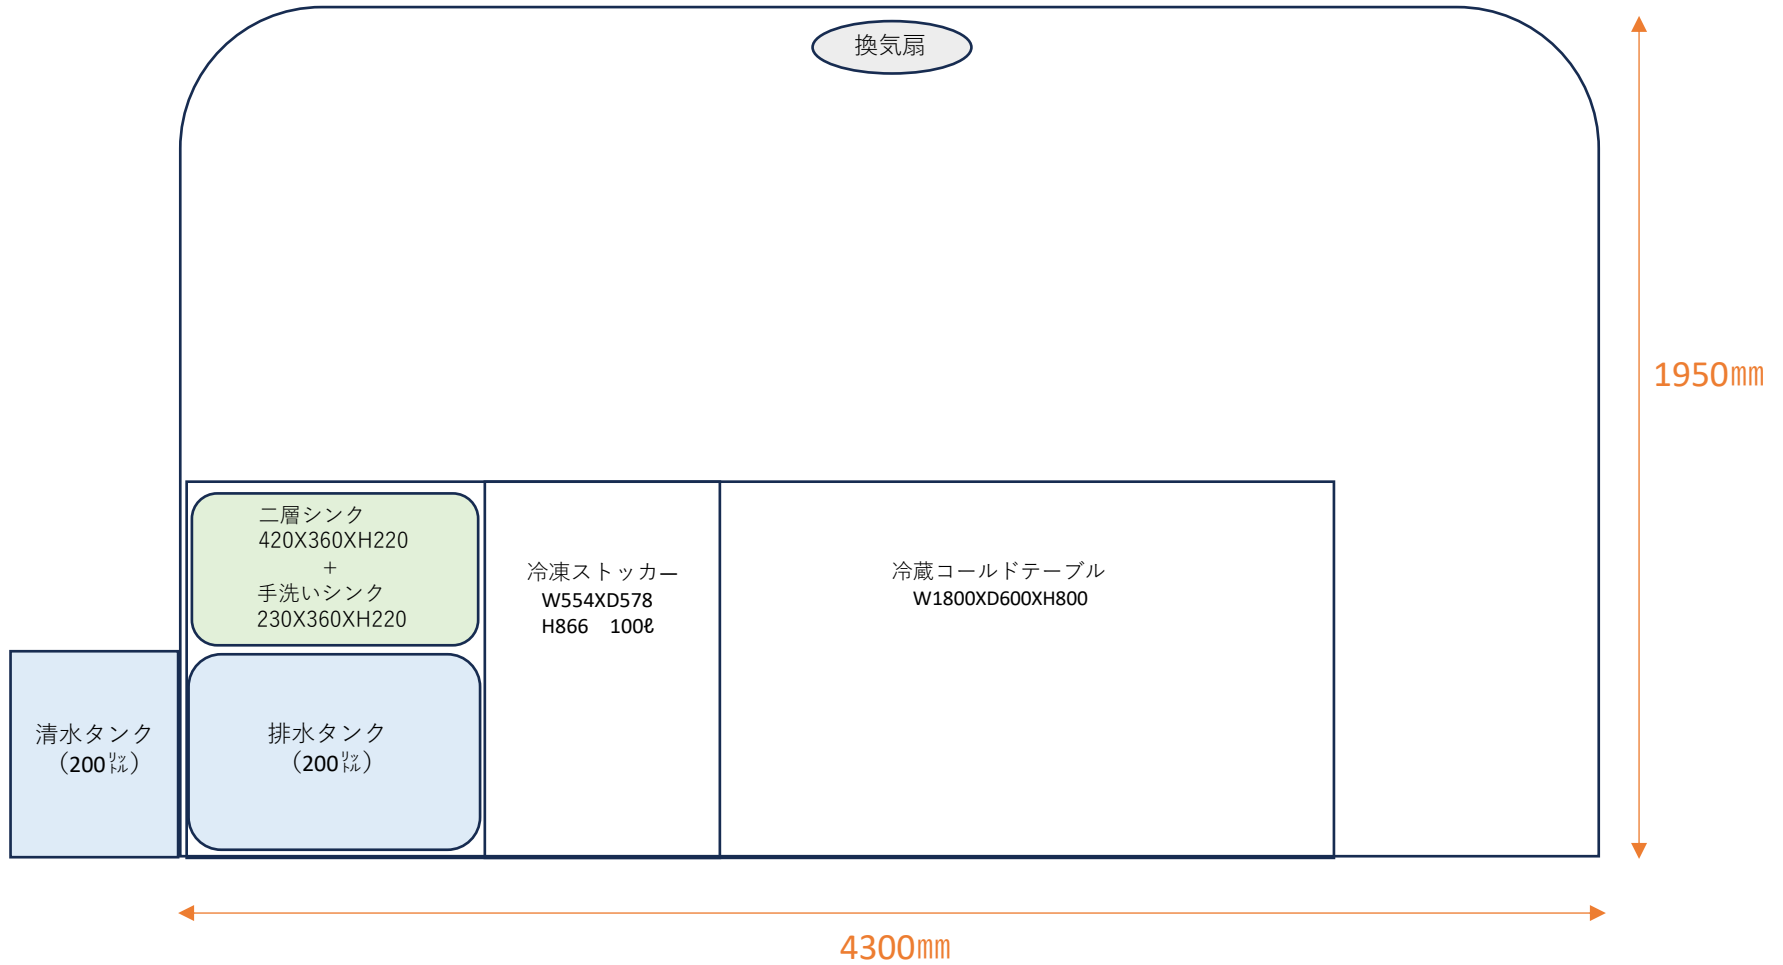 換気扇
1950㎜
二層シンク
420X360XH220
+
手洗いシンク
230X360XH220
冷凍ストッカー
W554XD578
H866 100ℓ
冷蔵コールドテーブル
W1800XD600XH800
清水タンク
（200㍑）
排水タンク
（200㍑）
4300㎜